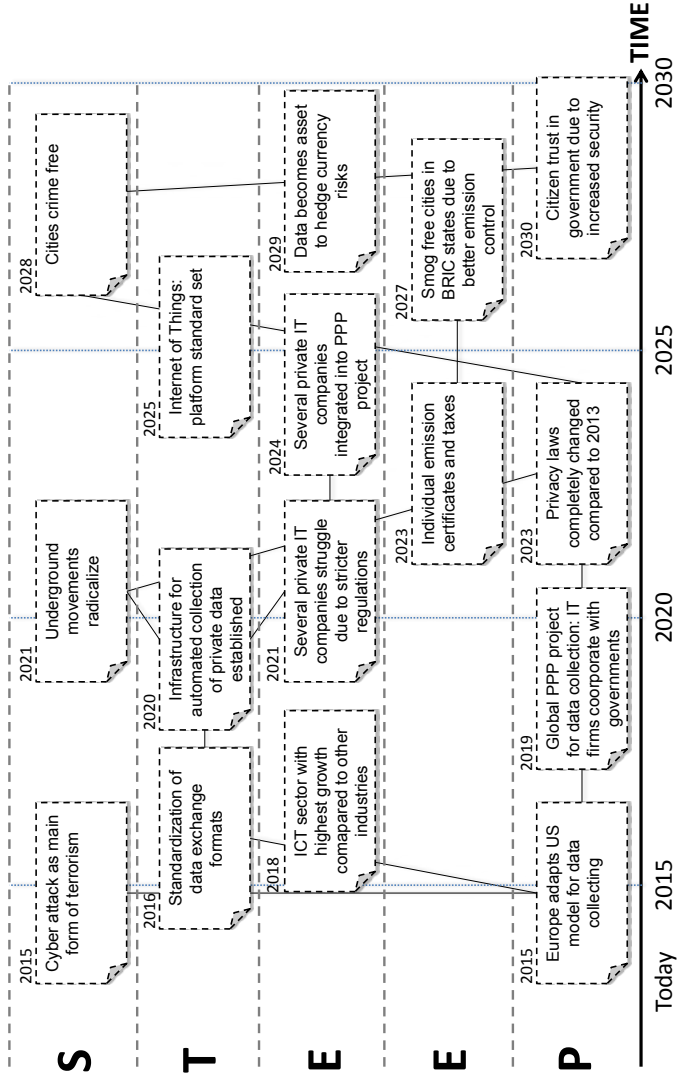 S
2015
Cyber attack as main
form of terrorism
2021
Underground
movements
radicalize
2028
Cities crime free
T
2016
Standardization of
data exchange
formats
2020
Infrastructure for
automated collection
of private data
established
2025
Internet of Things:
platform standard set
E
2018
ICT sector with
highest growth
comapared to other
industries
2021
Several private IT
companies struggle
due to stricter
regulations
2024
Several private IT
companies
integrated into PPP
project
2029
Data becomes asset
to hedge currency
risks
E
2023
Individual emission
certificates and taxes
2027
Smog free cities in
BRIC states due to
better emission
control
P
2015
Europe adapts US
model for data
collecting
2019
Global PPP project
for data collection: IT
firms coorporate with
governments
2023
Privacy laws
completely changed
compared to 2013
2030
Citizen trust in
government due to
increased security
Today
2015
2020
2025
2030
TIME